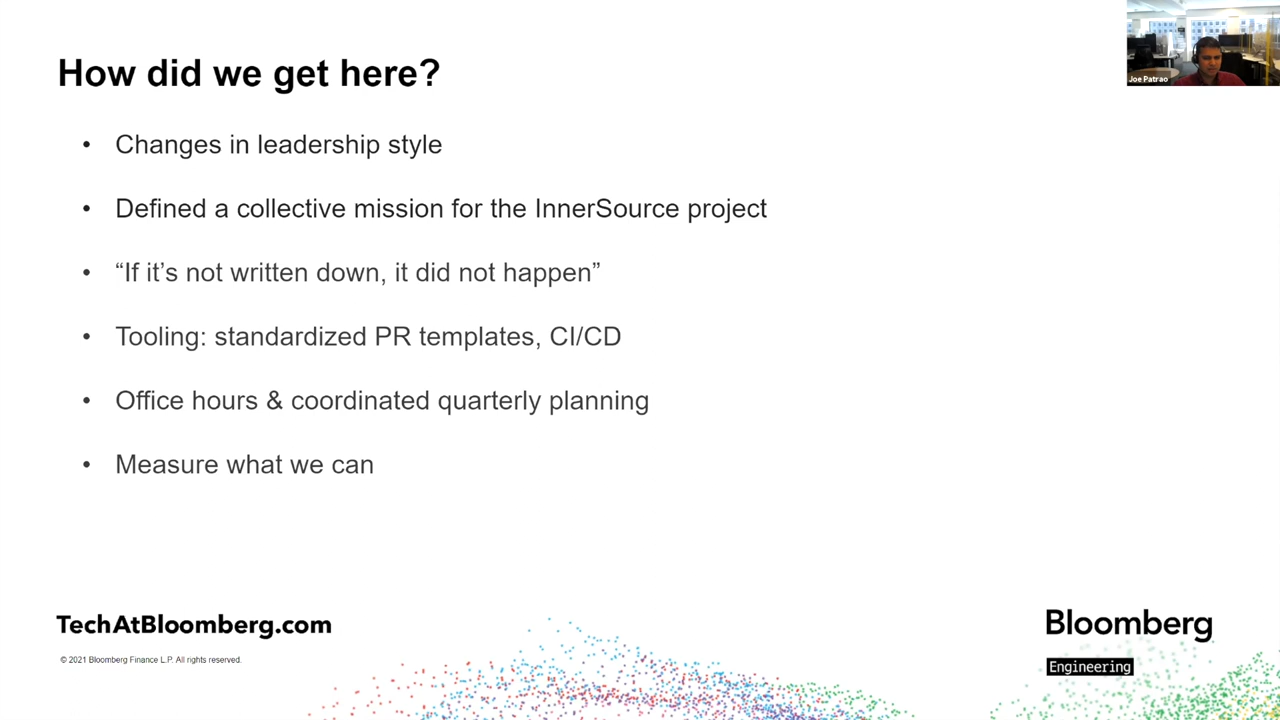 How did we get here?
Joe Patrao
• Changes in leadership style
• Defined a collective mission for the InnerSource project
• “If it’s not written down, it did not happen”
• Tooling: standardized PR templates, CI/CD
• Office hours & coordinated quarterly planning
• Measure what we can
TechAtBloomberg.com
© 2021 Bloomberg Finance L.P. All rights reserved.
Bloomberg
Engineering